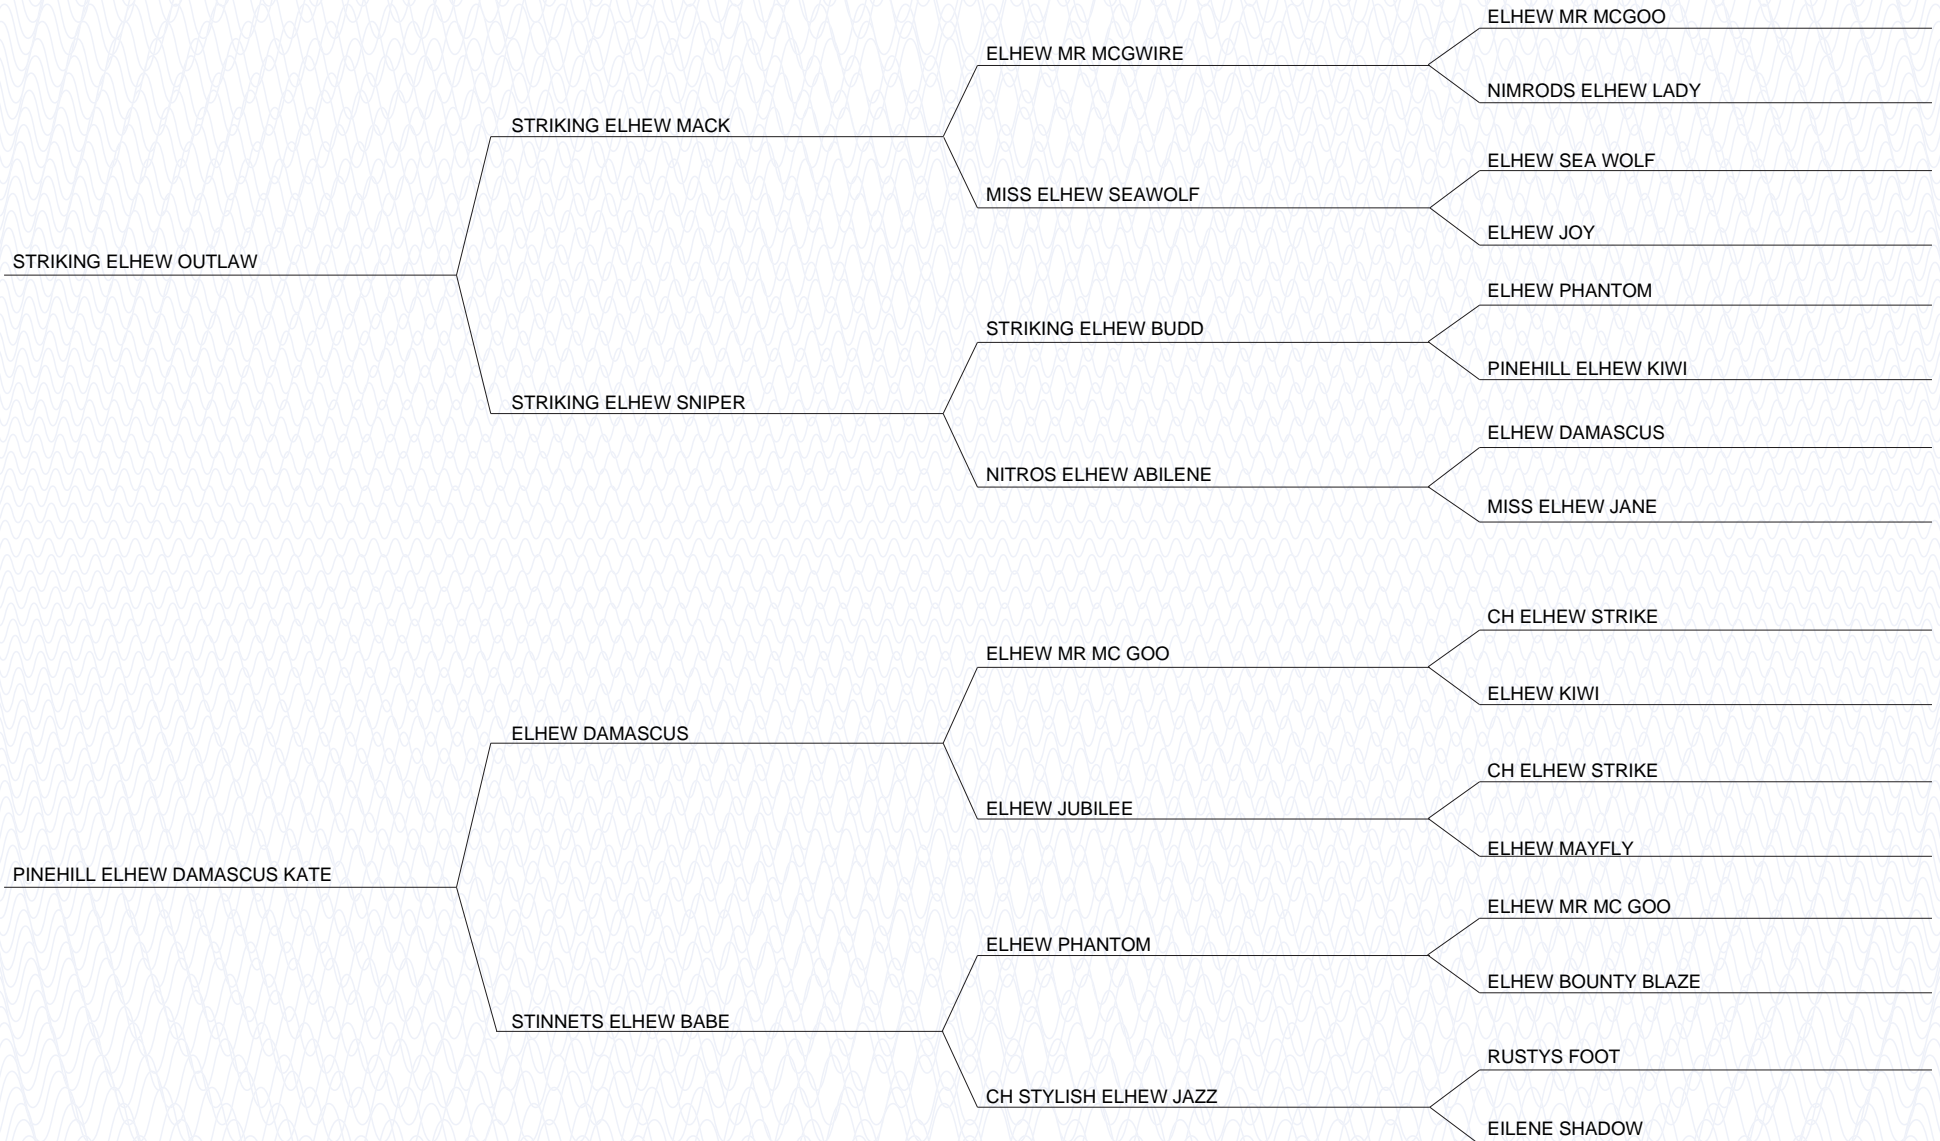 ELHEW MR MCGOO
ELHEW MR MCGWIRE
NIMRODS ELHEW LADY
STRIKING ELHEW MACK
ELHEW SEA WOLF
MISS ELHEW SEAWOLF
ELHEW JOY
STRIKING ELHEW OUTLAW
ELHEW PHANTOM
STRIKING ELHEW BUDD
PINEHILL ELHEW KIWI
STRIKING ELHEW SNIPER
ELHEW DAMASCUS
NITROS ELHEW ABILENE
MISS ELHEW JANE
CH ELHEW STRIKE
ELHEW MR MC GOO
ELHEW KIWI
ELHEW DAMASCUS
CH ELHEW STRIKE
ELHEW JUBILEE
ELHEW MAYFLY
PINEHILL ELHEW DAMASCUS KATE
ELHEW MR MC GOO
ELHEW PHANTOM
ELHEW BOUNTY BLAZE
STINNETS ELHEW BABE
RUSTYS FOOT
CH STYLISH ELHEW JAZZ
EILENE SHADOW